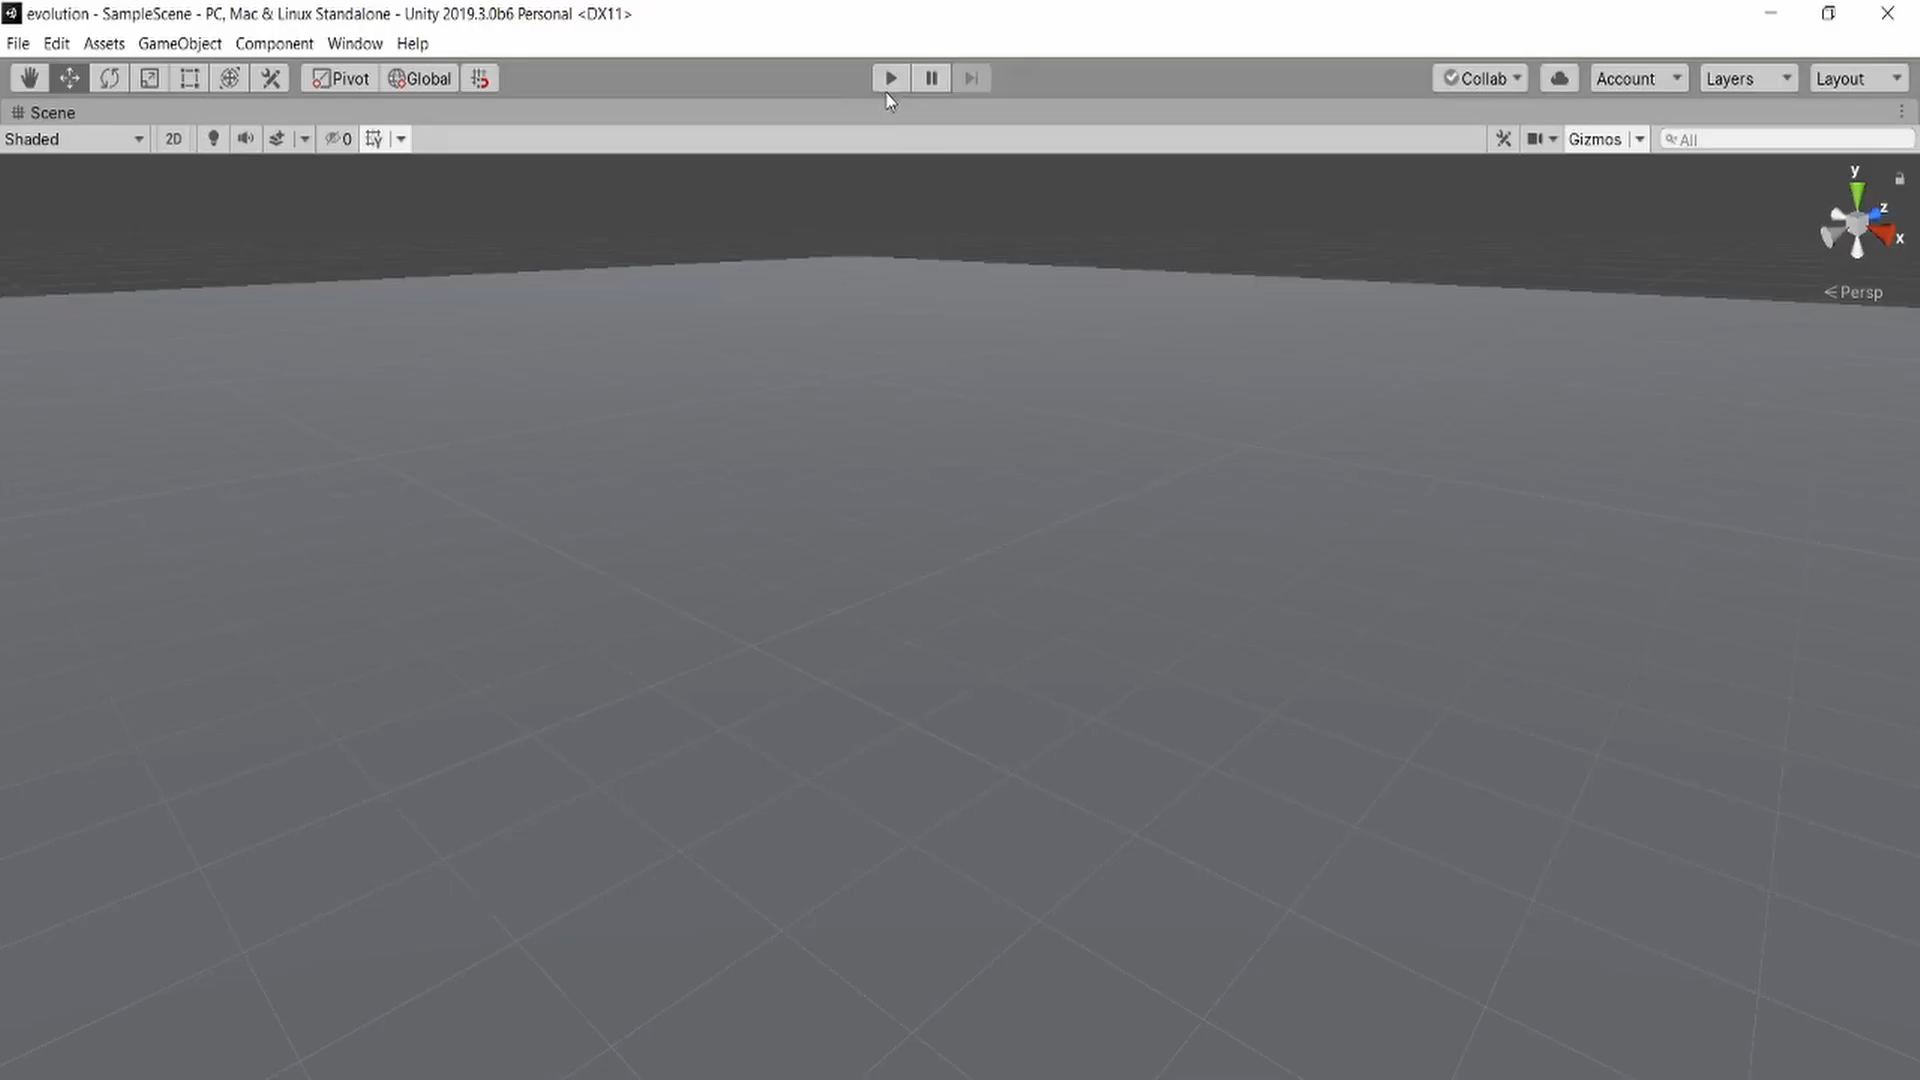 evolution - SampleScene - PC, Mac & Linux Standalone - Unity 2019.3.0b6 Personal <DX11>
File Edit Assets GameObject Component Window Help
Pivot Global Collab Account Layers Layout
Scene
Shaded 2D 0 Gizmos All
y
z
x
Persp